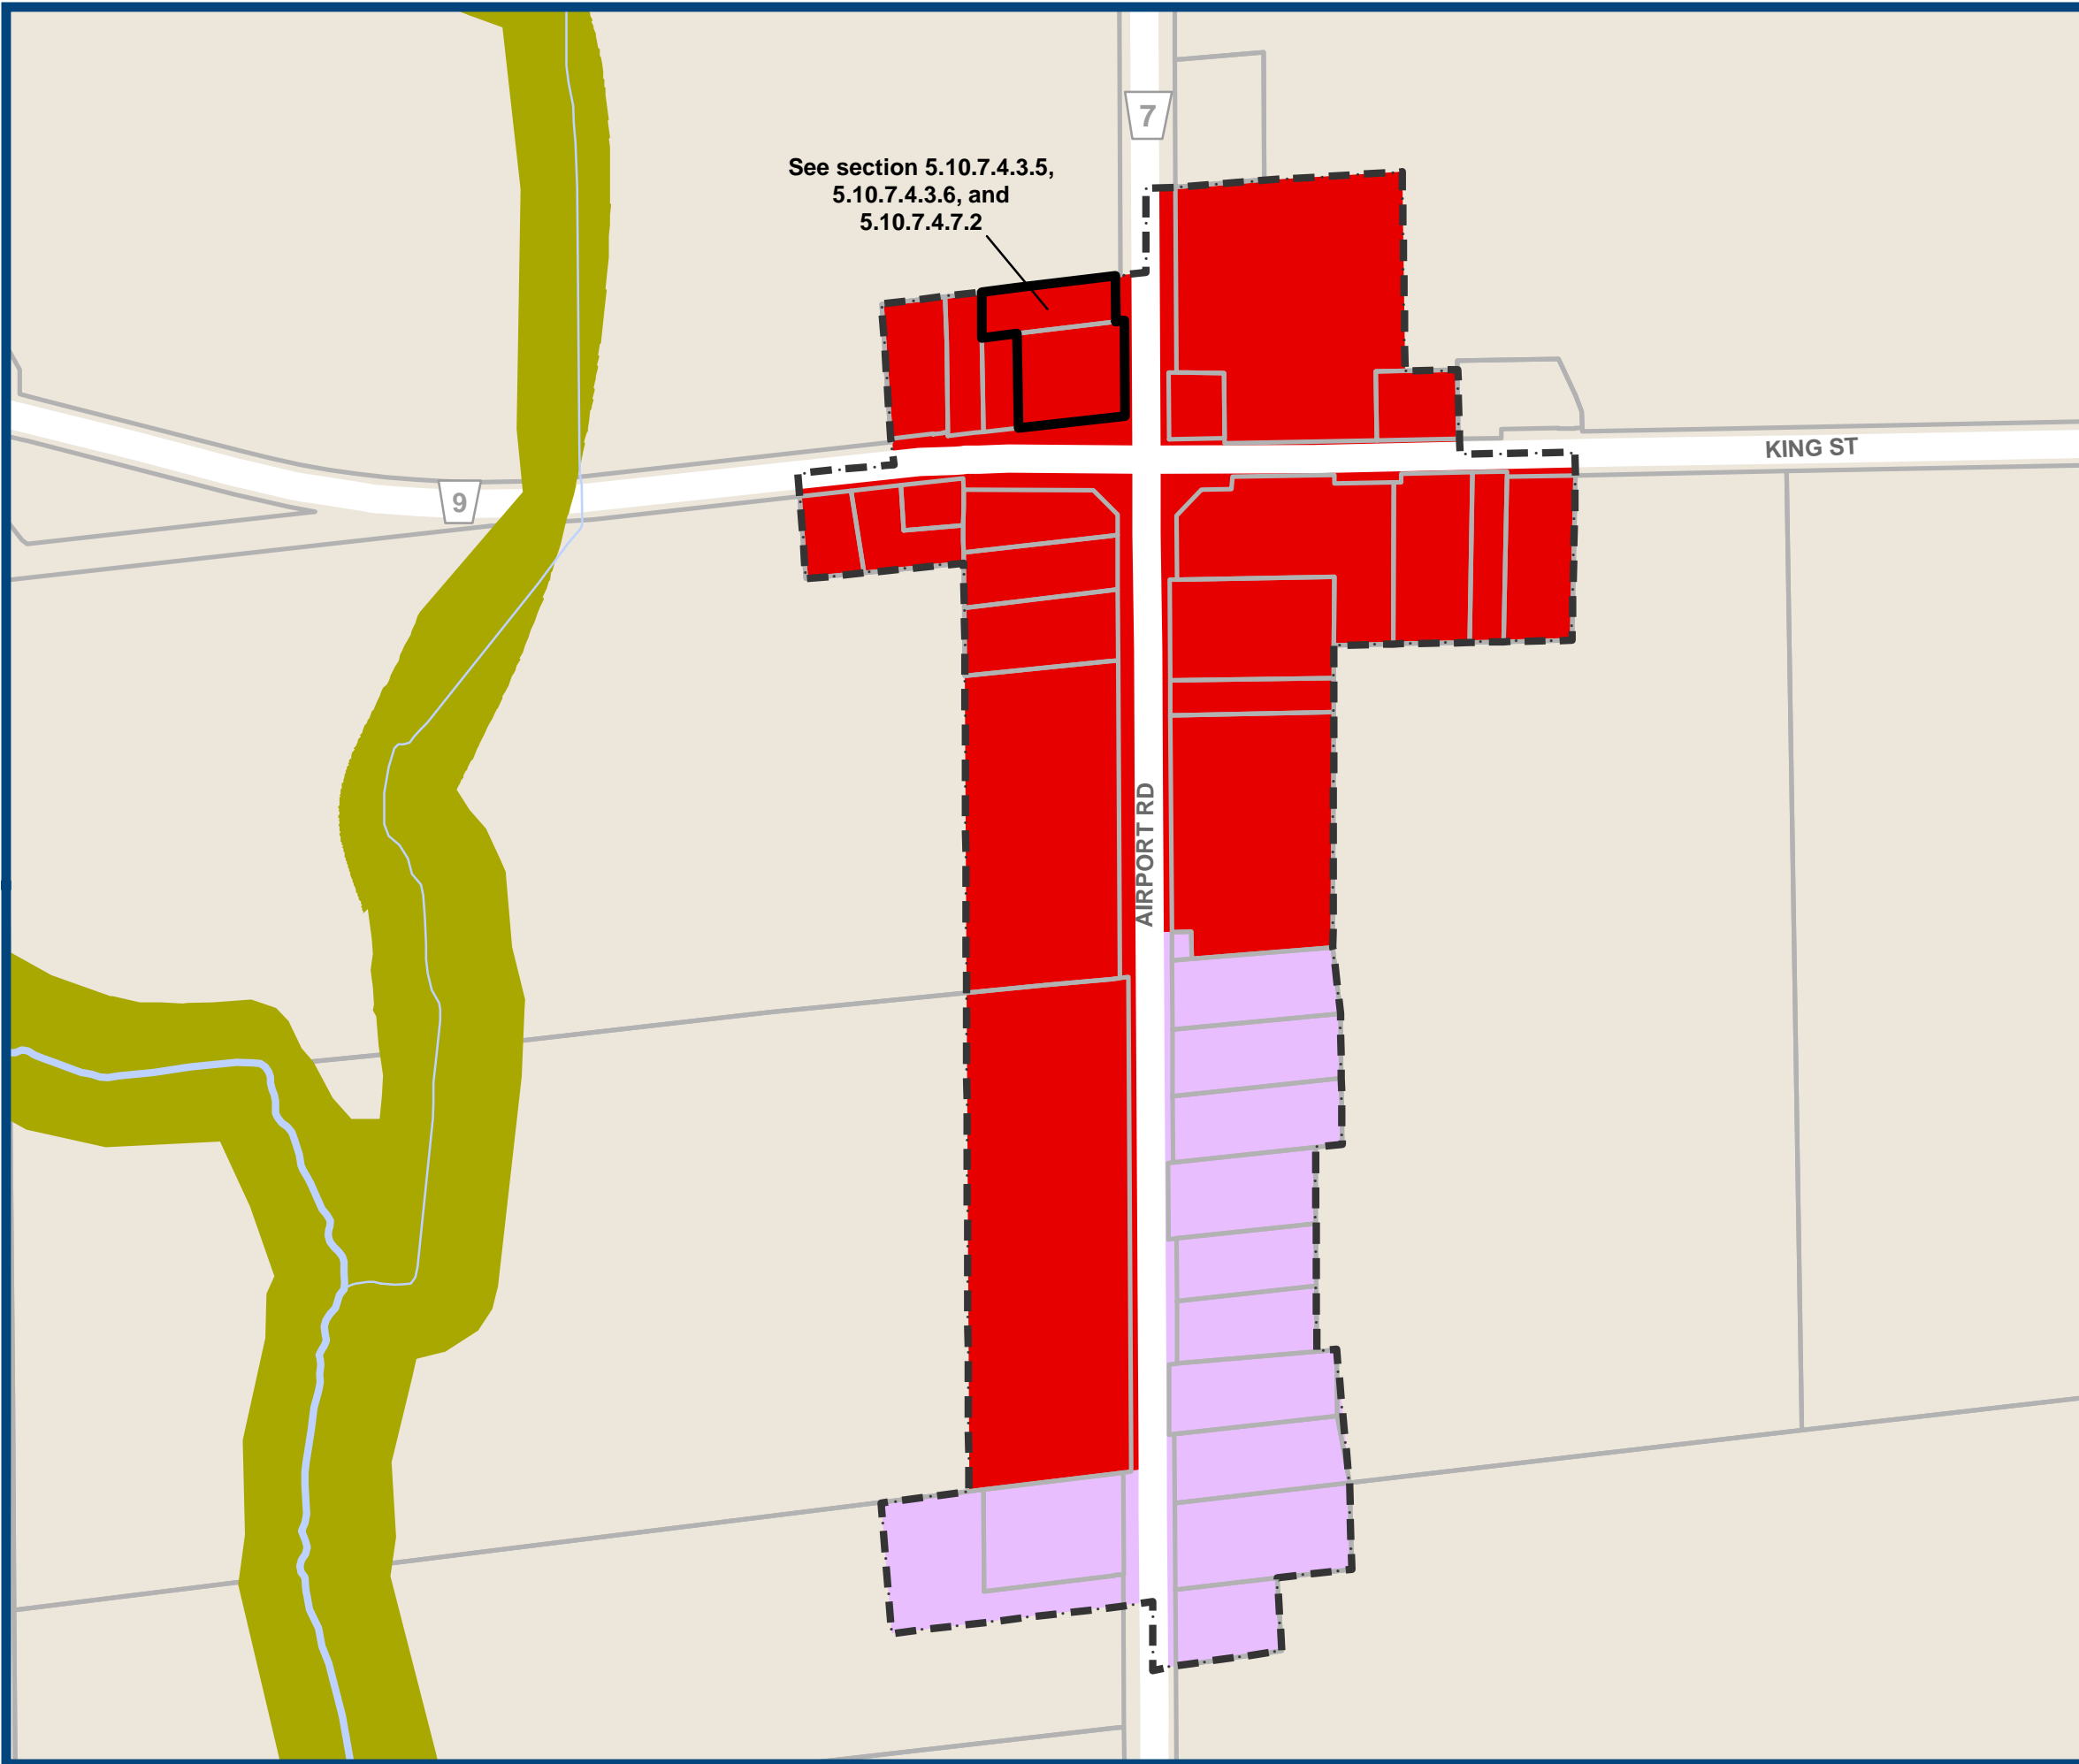 7
See section 5.10.7.4.3.5,
5.10.7.4.3.6, and
5.10.7.4.7.2
KING ST
9
AIRPORT RD